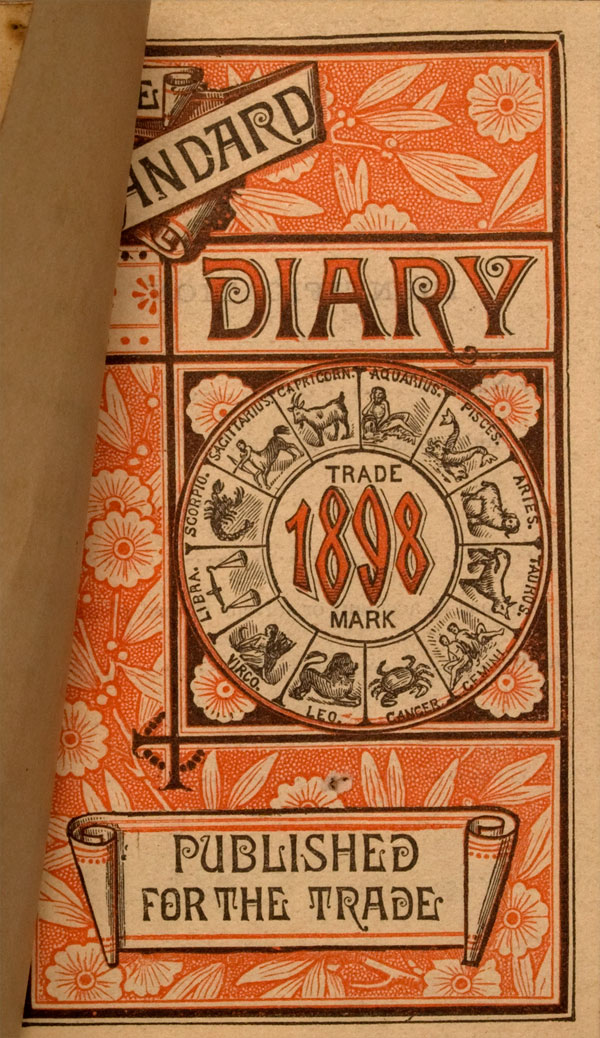 E
ANDARD
DIARY
CAPRICORN.
AQUARIUS.
PISCES.
ARIES.
TAURUS.
GEMINI
CANCER
LEO.
VIRGO.
LIBRA.
SCORPIO.
SAGITTARIUS.
TRADE
1898
MARK
PUBLISHED
FOR THE TRADE